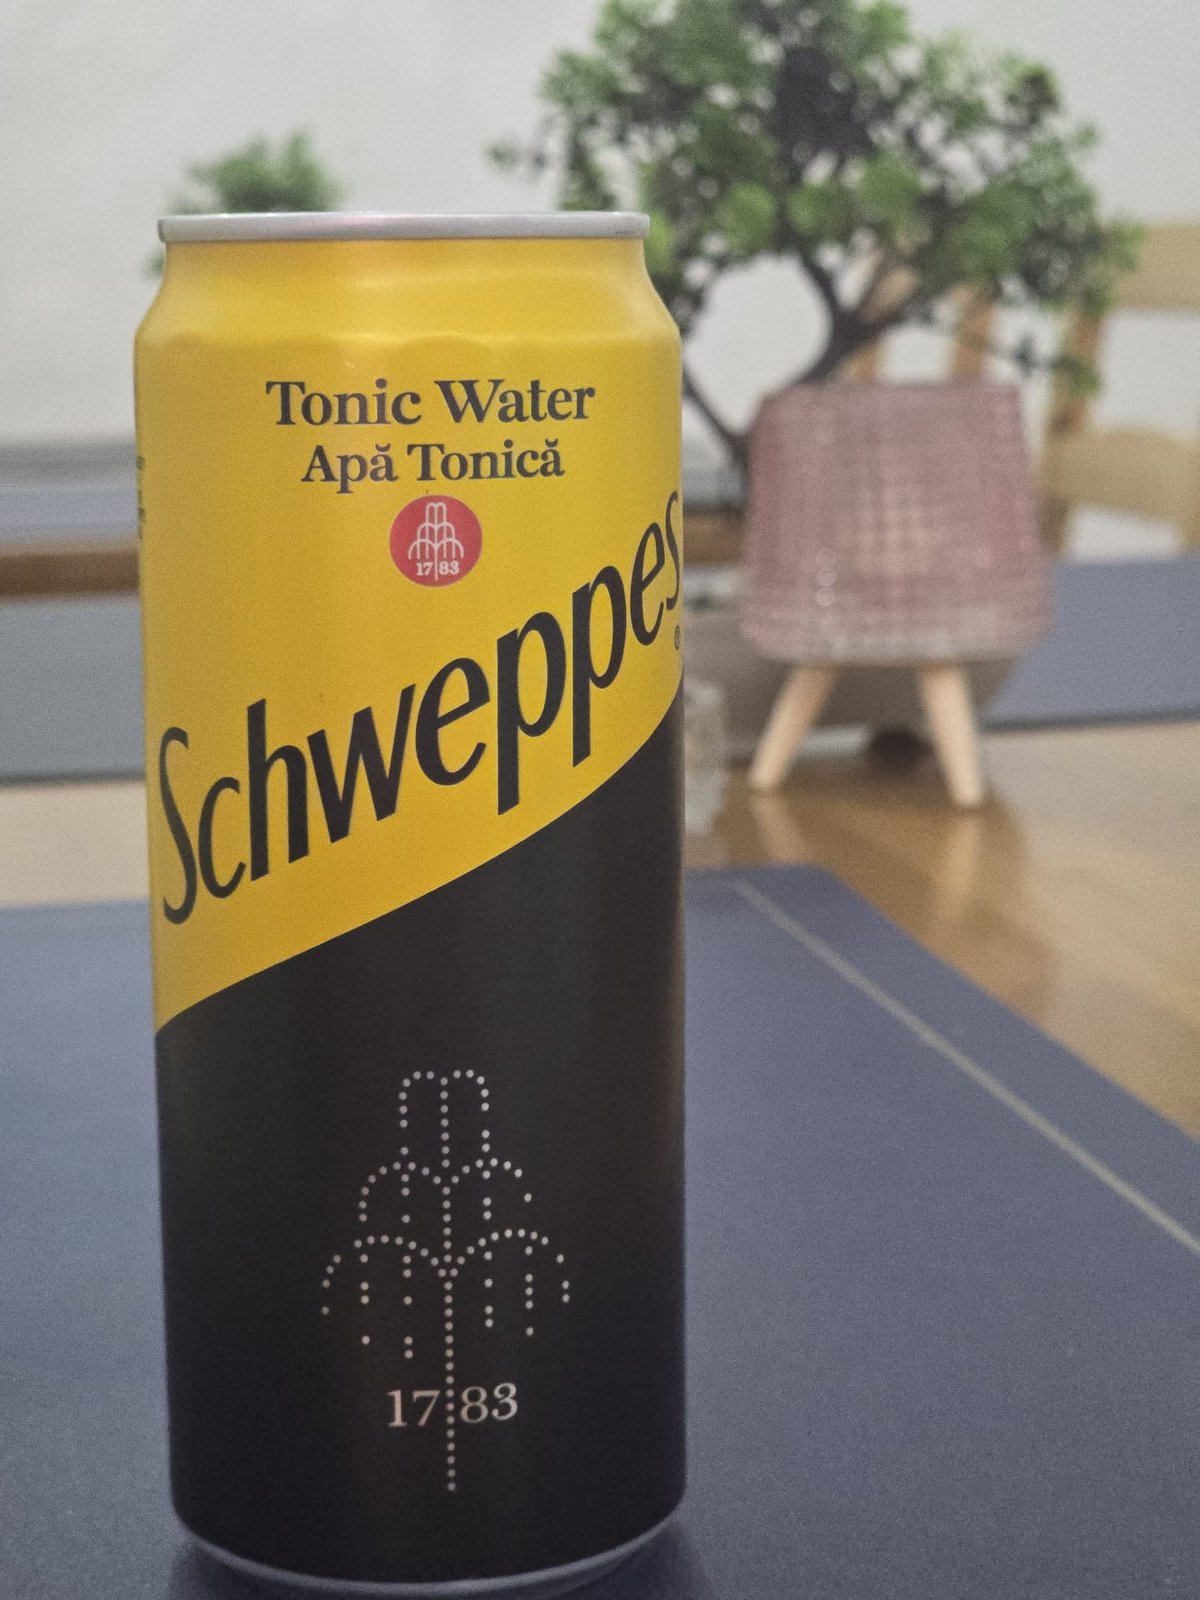 Tonic Water
Apă Tonică
17 83
Schweppes
17 83